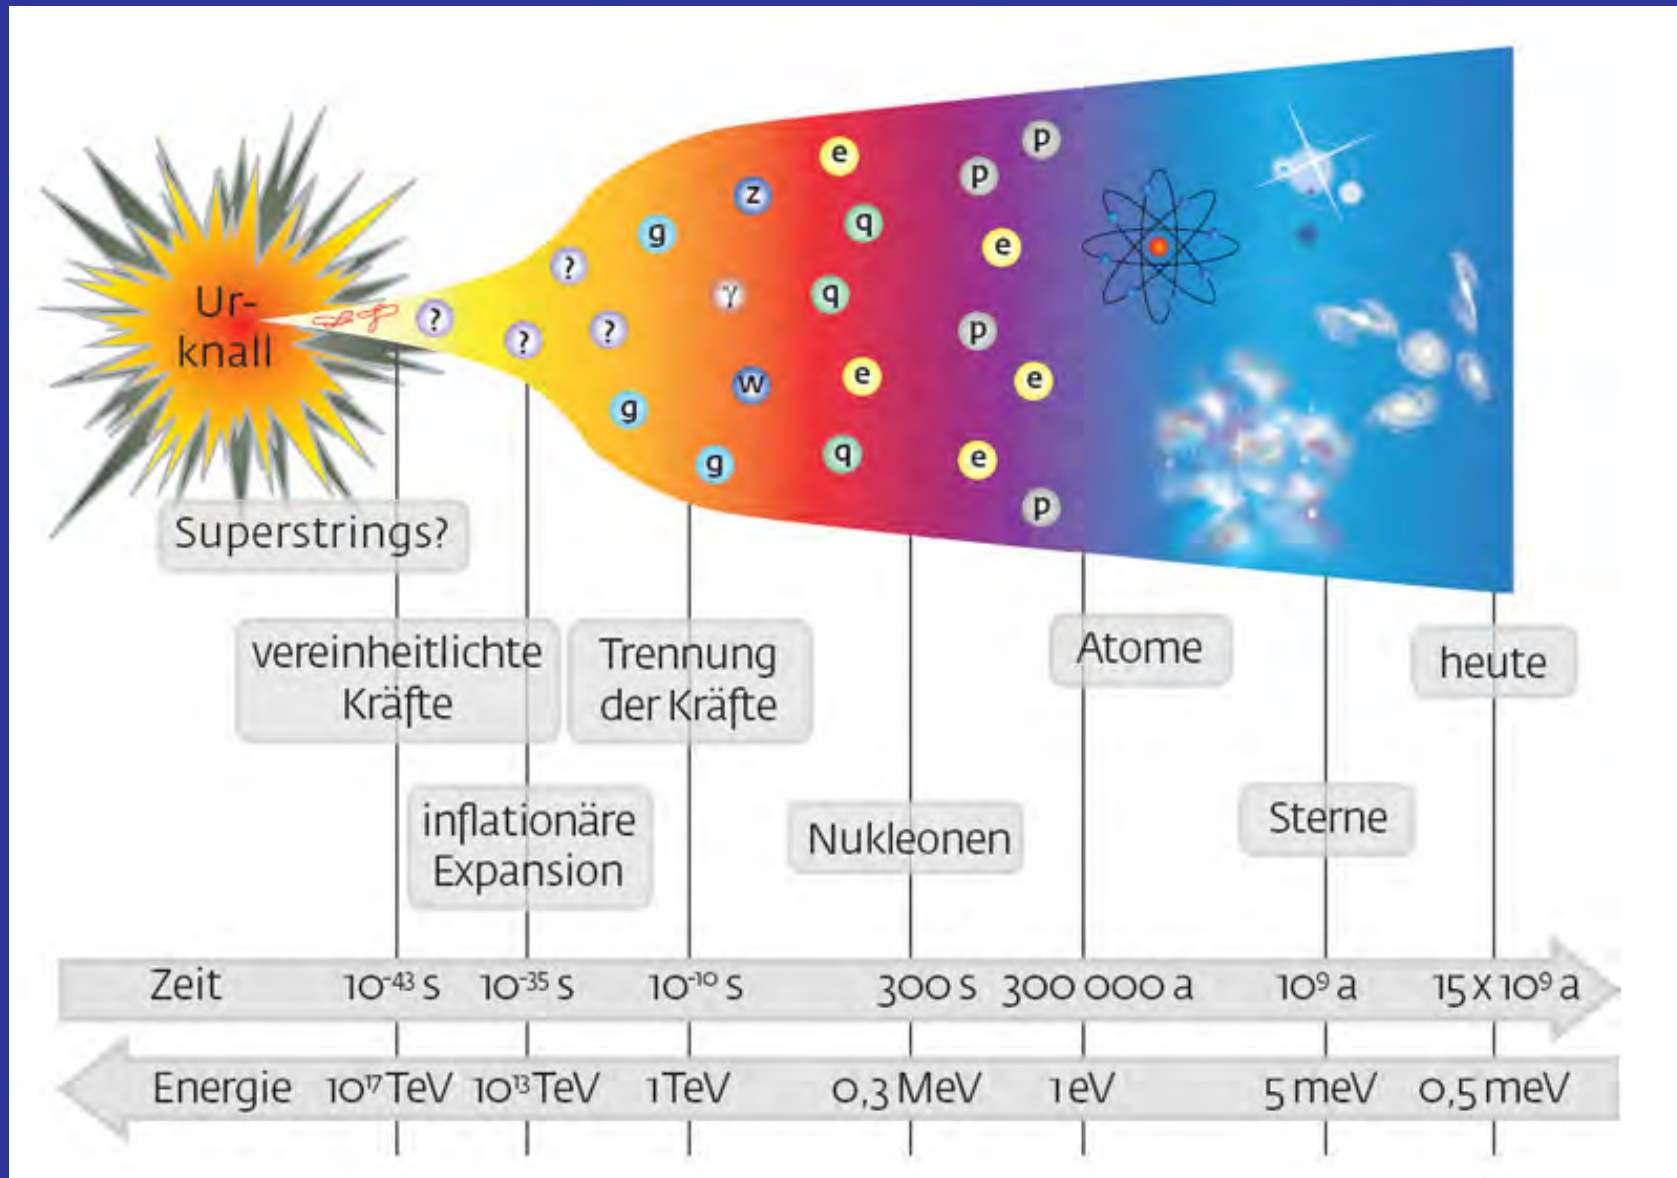 Ur-
knall
?
?
?
?
g
g
g
z
γ
w
e
q
q
e
q
p
p
e
p
e
e
p
Superstrings?
vereinheitlichte
Kräfte
Trennung
der Kräfte
Atome
heute
inflationäre
Expansion
Nukleonen
Sterne
Zeit 10⁻⁴³ s 10⁻³⁵ s 10⁻¹⁰ s 300 s 300 000 a 10⁹ a 15 x 10⁹ a
Energie 10¹⁷ TeV 10¹³ TeV 1 TeV 0,3 MeV 1 eV 5 meV 0,5 meV